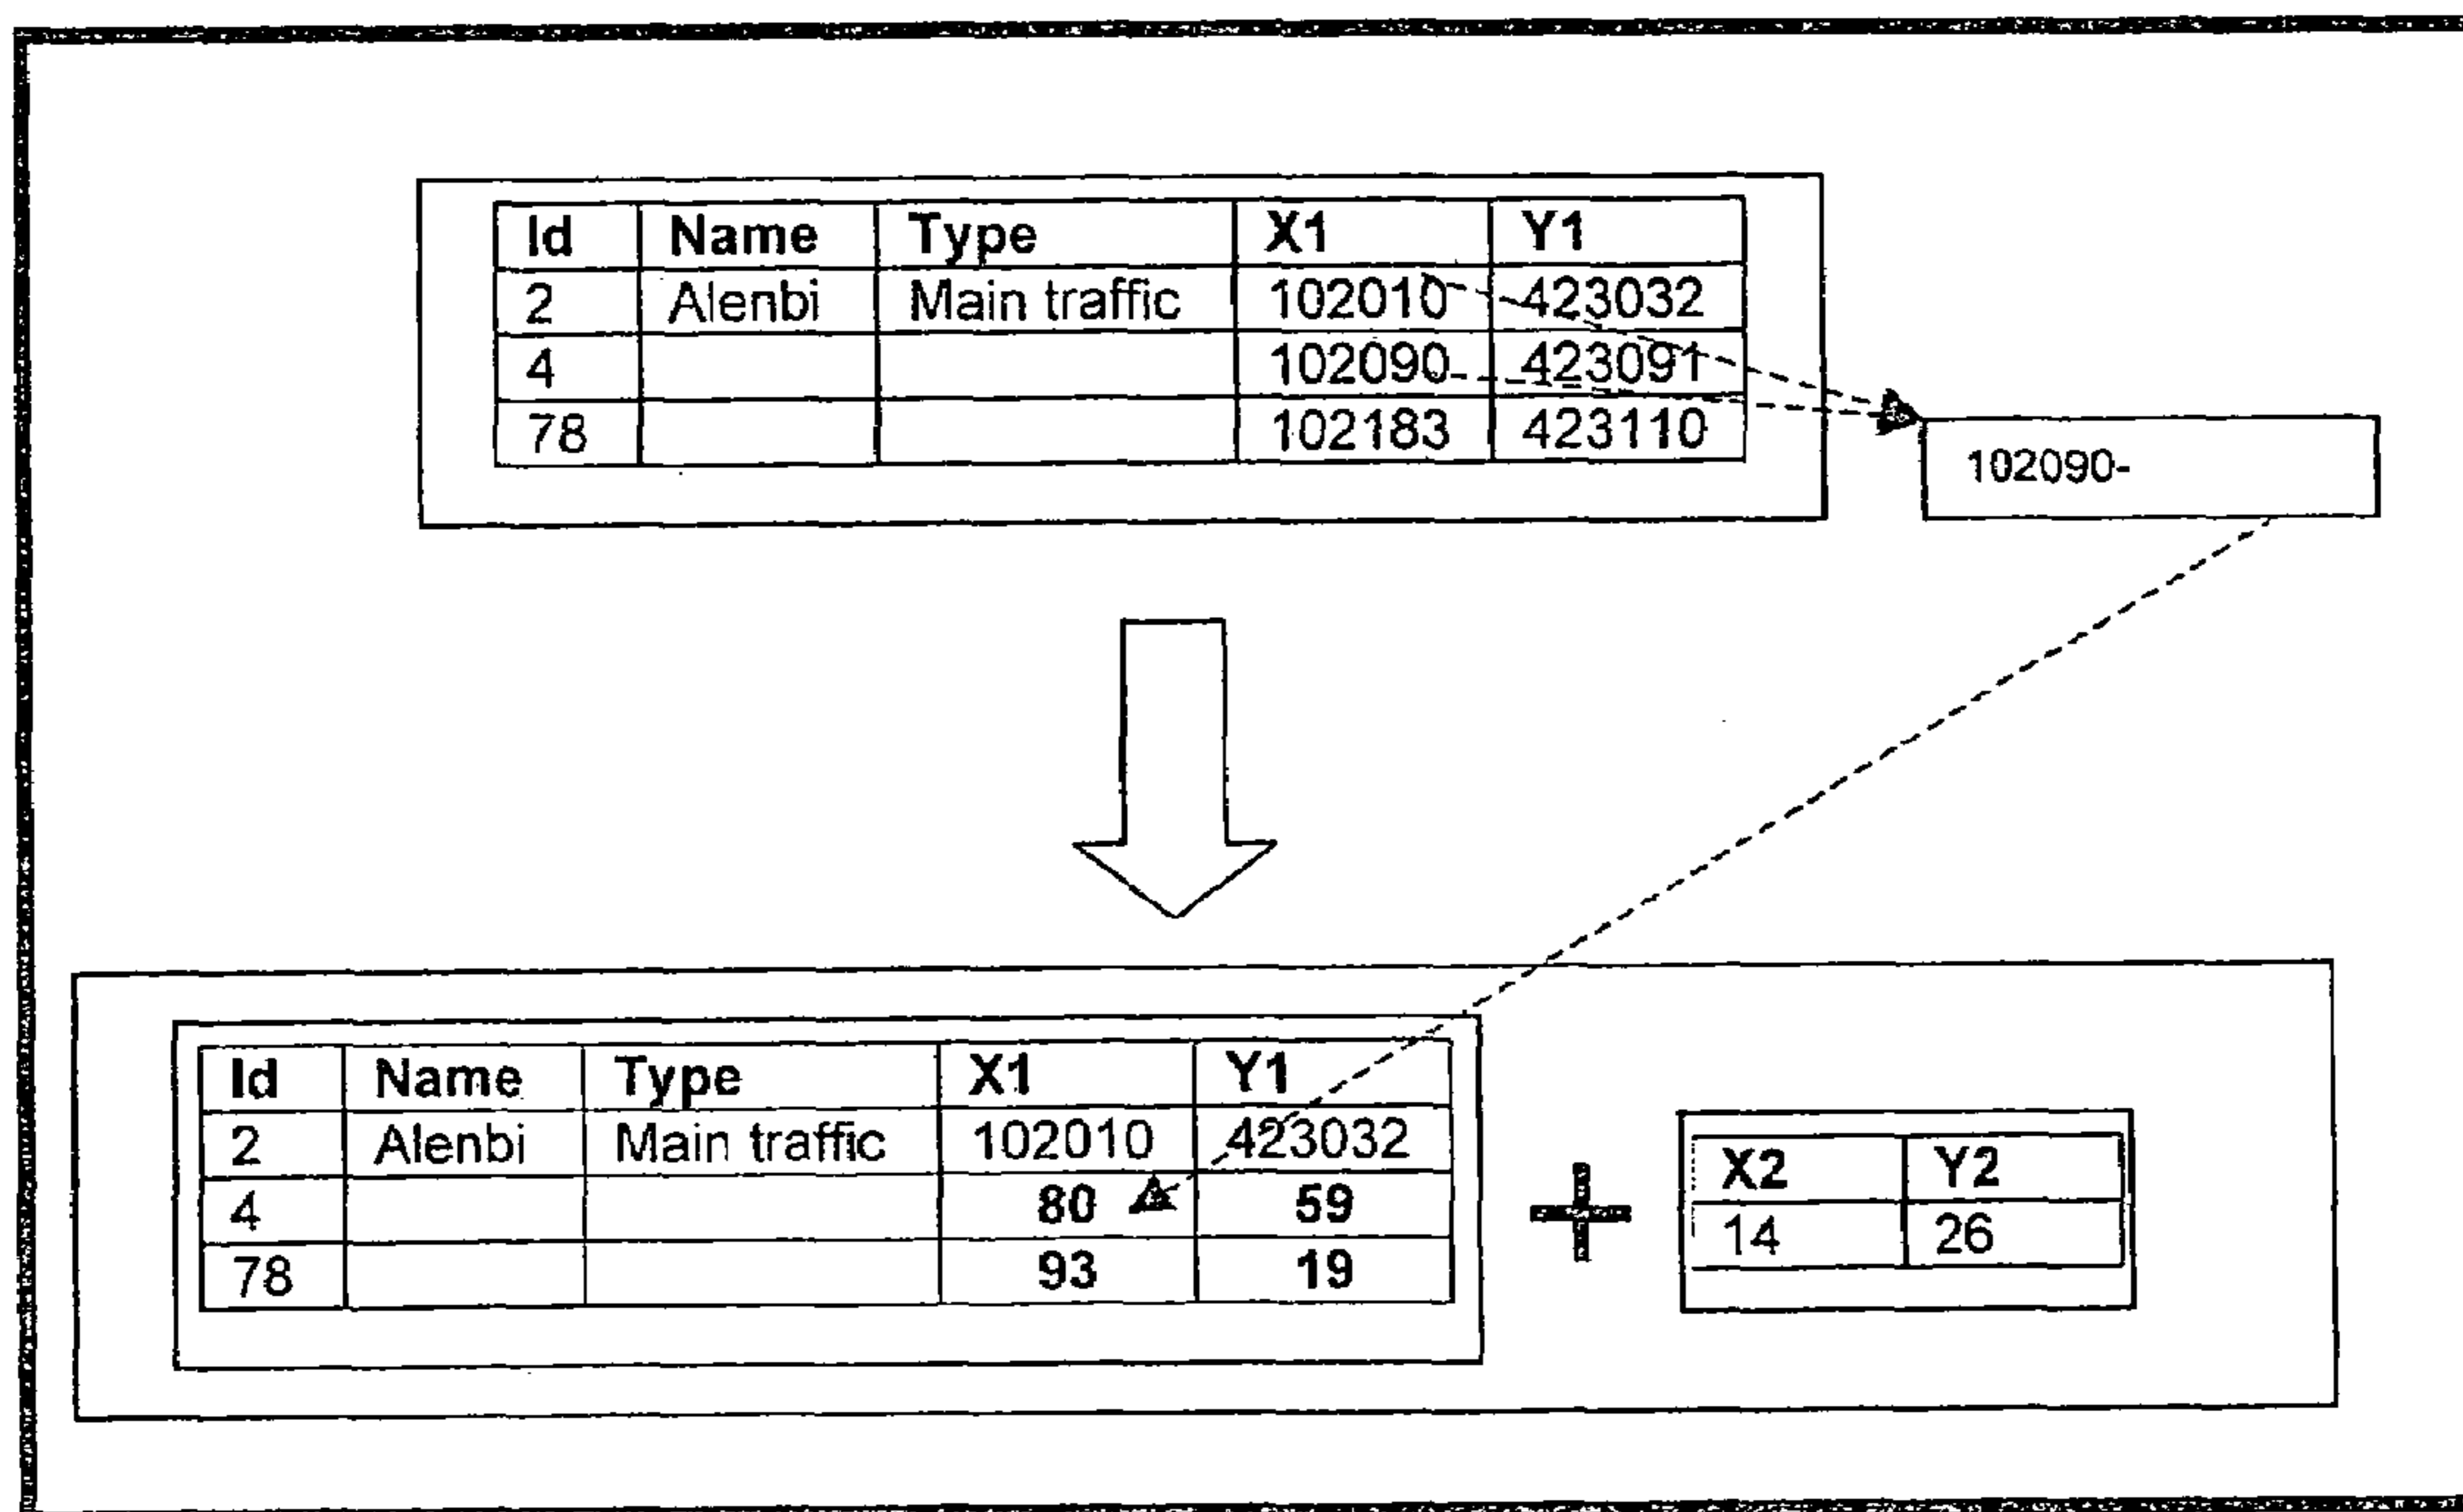 Id Name Type X1 Y1
2 Alenbi Main traffic 102010 423032
4 102090 423091
78 102183 423110
102090-
Id Name Type X1 Y1
2 Alenbi Main traffic 102010 423032
4 80 59
78 93 19
+
X2 Y2
14 26